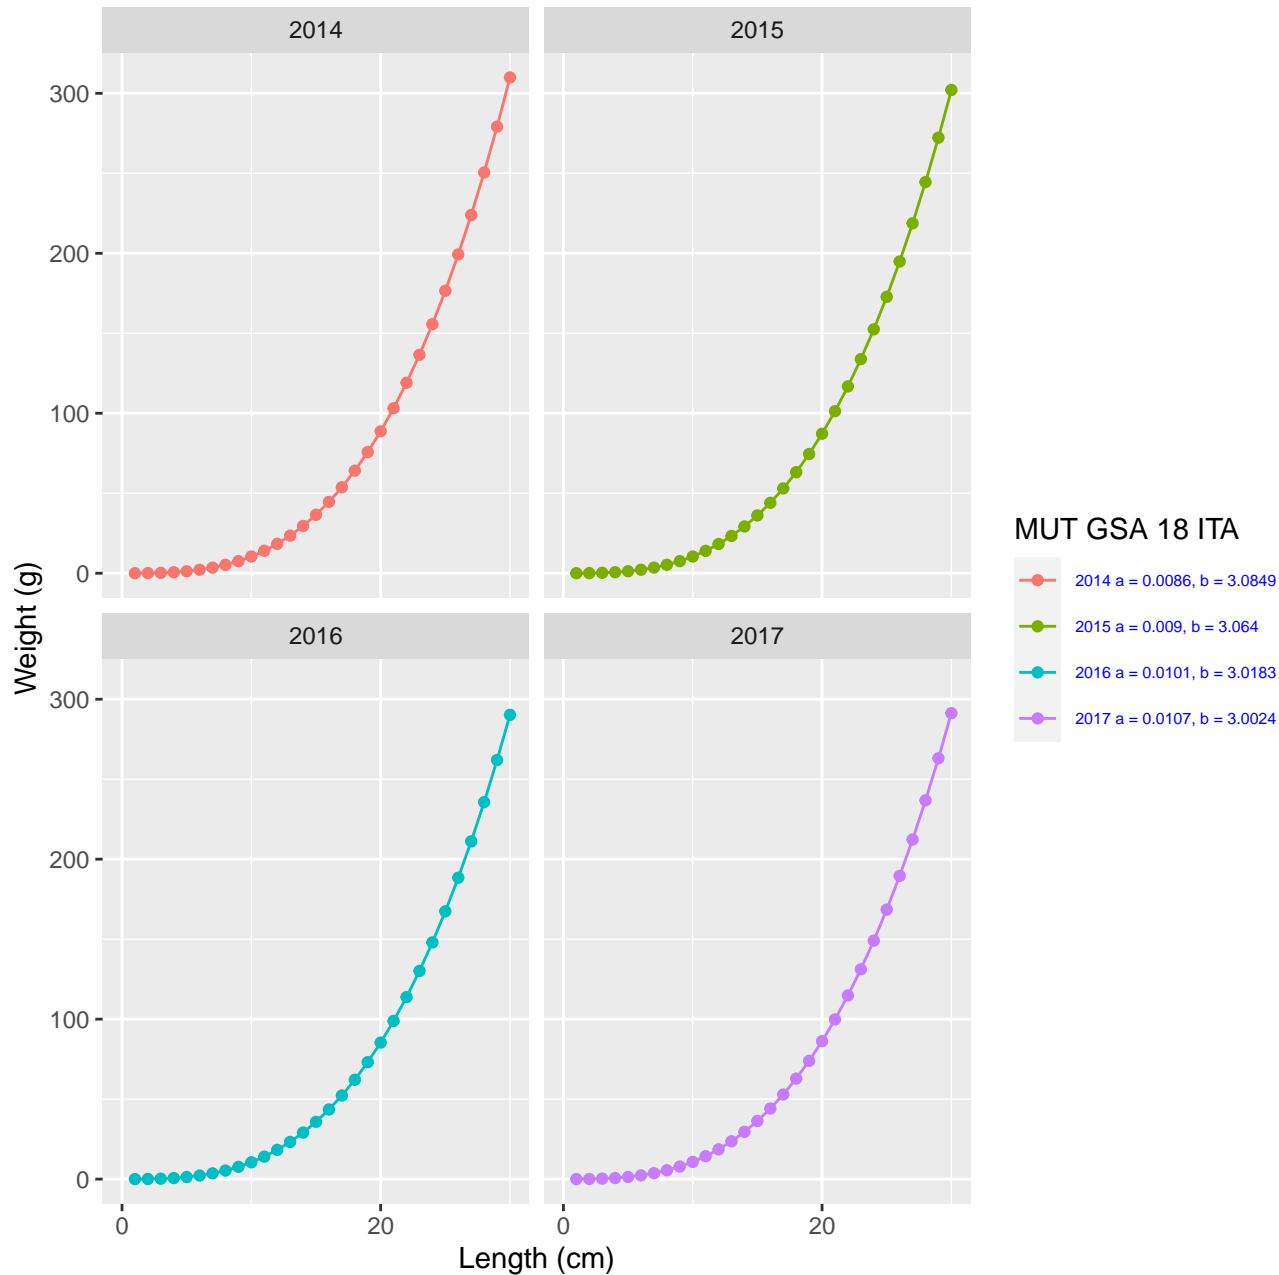 2014
2015
300
200
100
0
Weight (g)
2016
2017
300
200
100
0
0
20
0
20
Length (cm)
MUT GSA 18 ITA
2014 a = 0.0086, b = 3.0849
2015 a = 0.009, b = 3.064
2016 a = 0.0101, b = 3.0183
2017 a = 0.0107, b = 3.0024